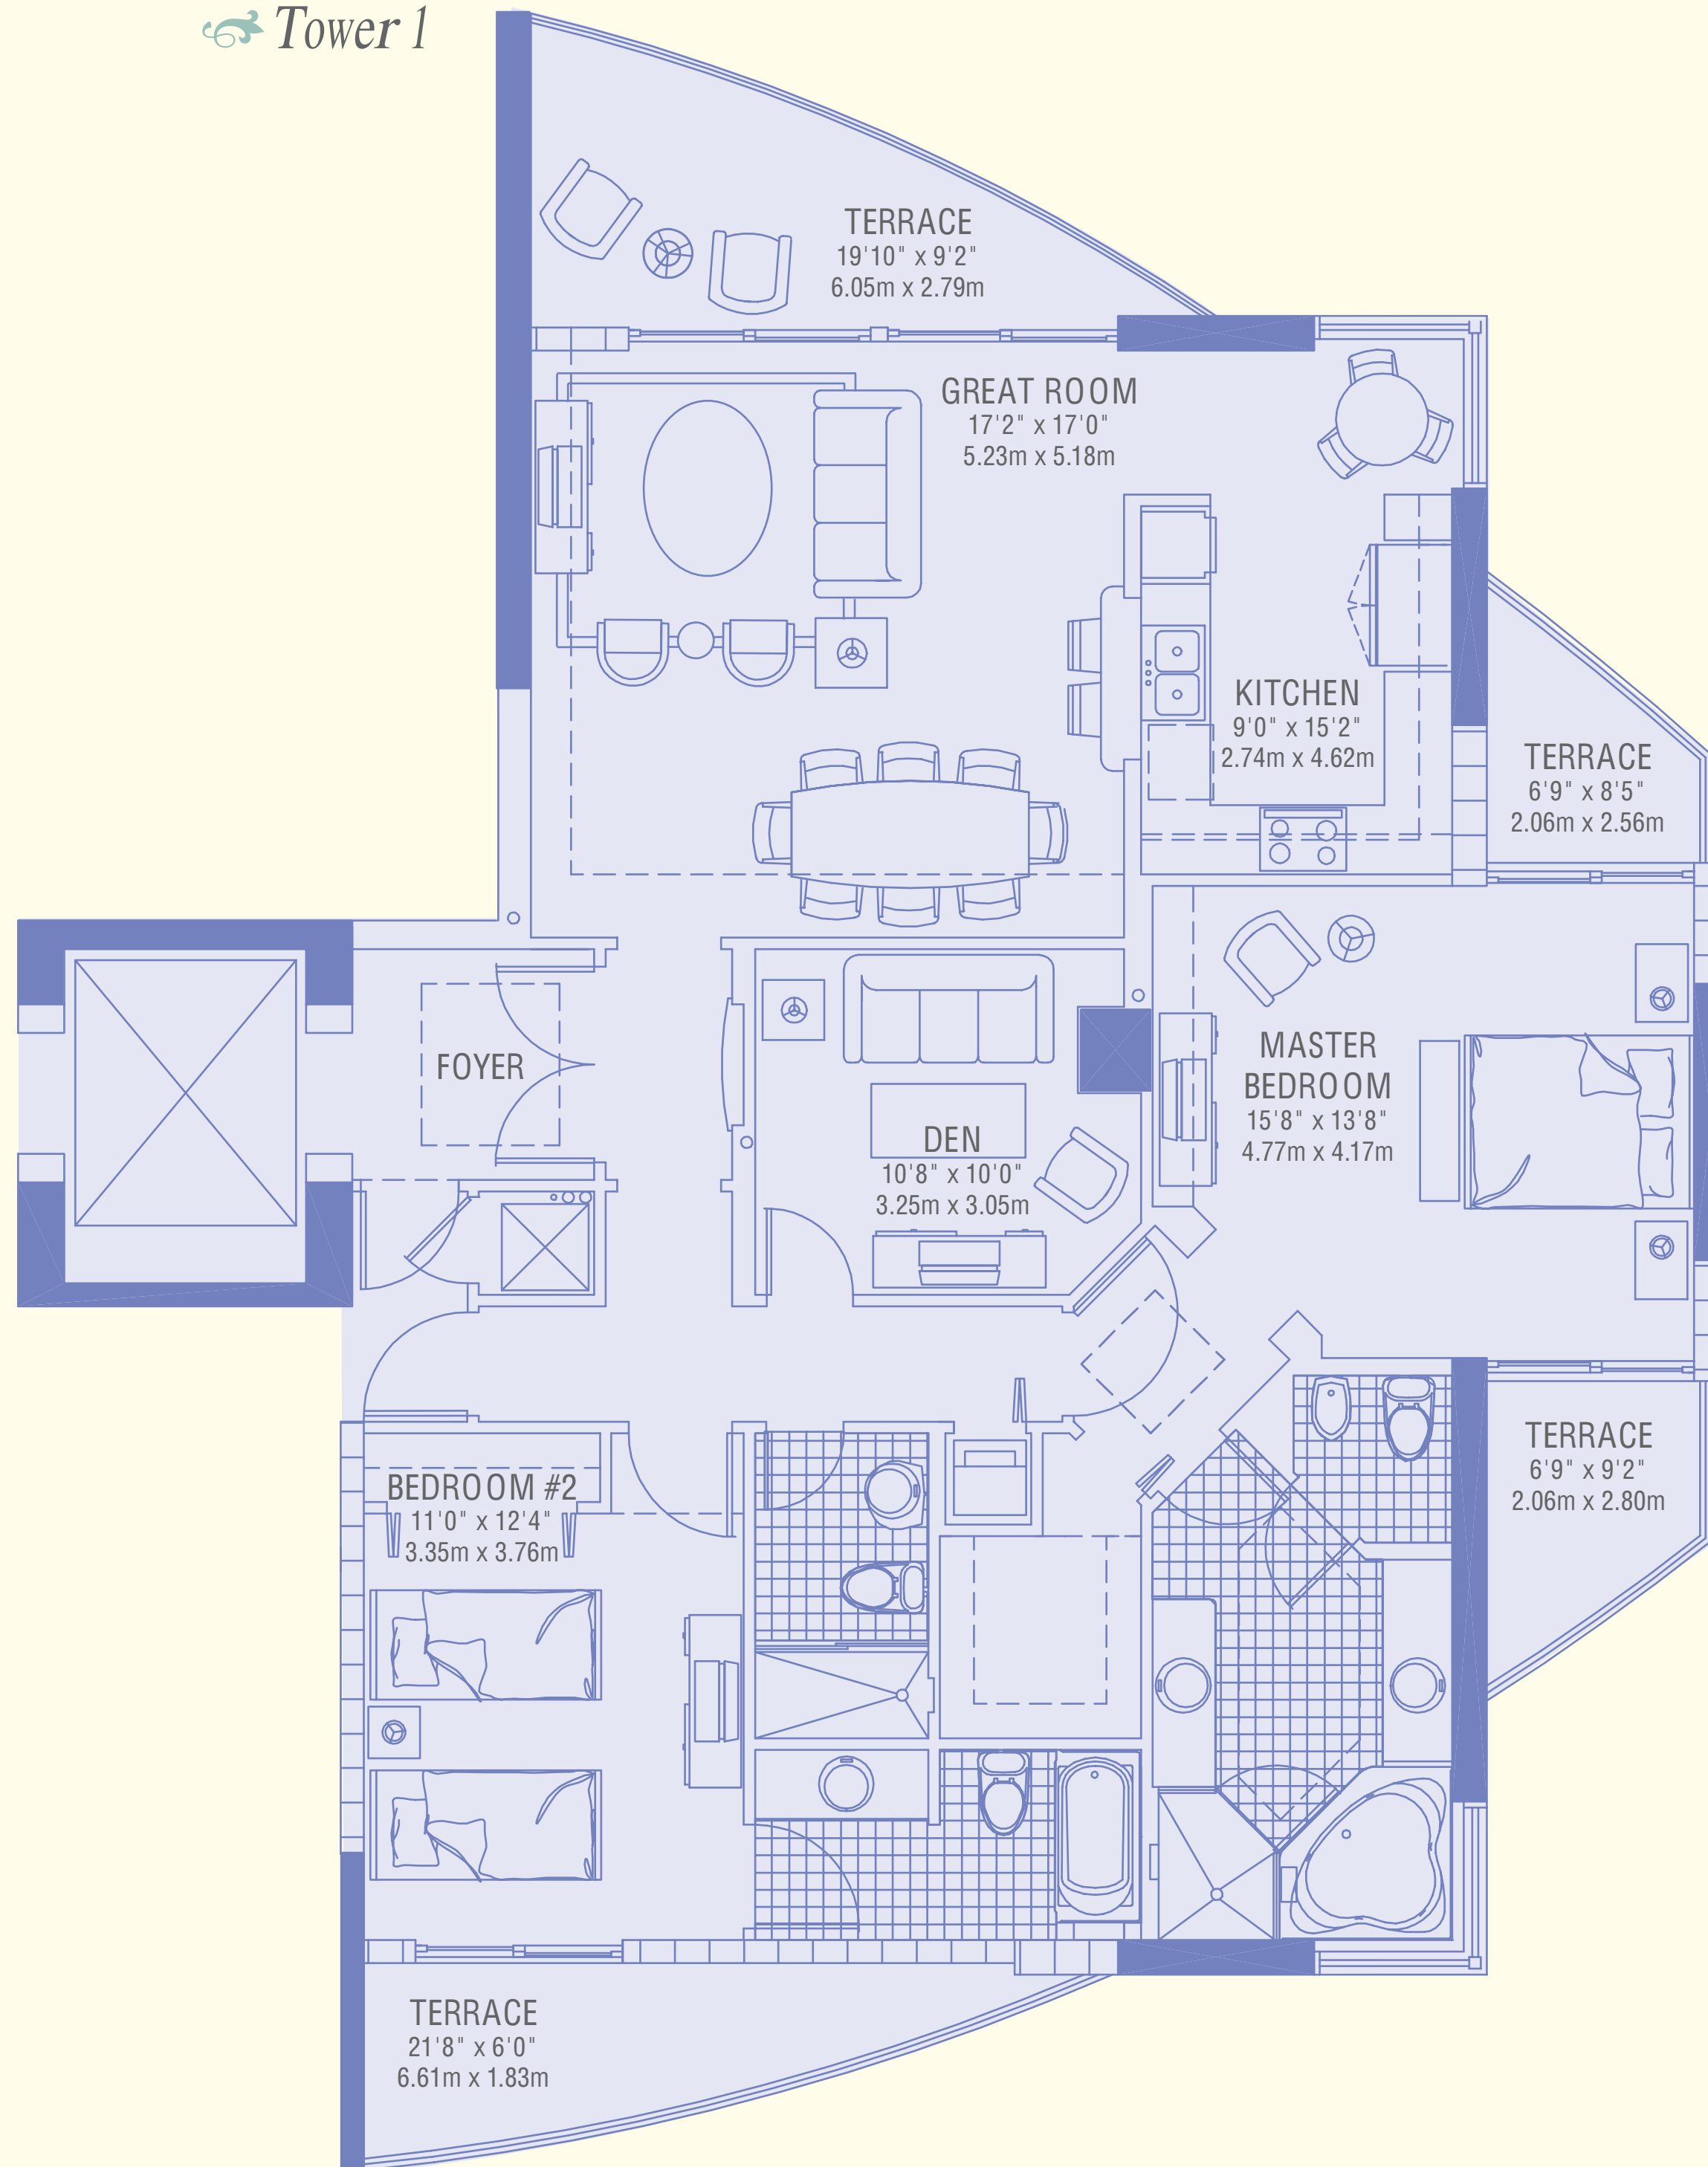 Tower 1
TERRACE
19'10" x 9'2"
6.05m x 2.79m
GREAT ROOM
17'2" x 17'0"
5.23m x 5.18m
KITCHEN
9'0" x 15'2"
2.74m x 4.62m
TERRACE
6'9" x 8'5"
2.06m x 2.56m
FOYER
MASTER
BEDROOM
15'8" x 13'8"
4.77m x 4.17m
DEN
10'8" x 10'0"
3.25m x 3.05m
TERRACE
6'9" x 9'2"
2.06m x 2.80m
BEDROOM #2
11'0" x 12'4"
3.35m x 3.76m
TERRACE
21'8" x 6'0"
6.61m x 1.83m